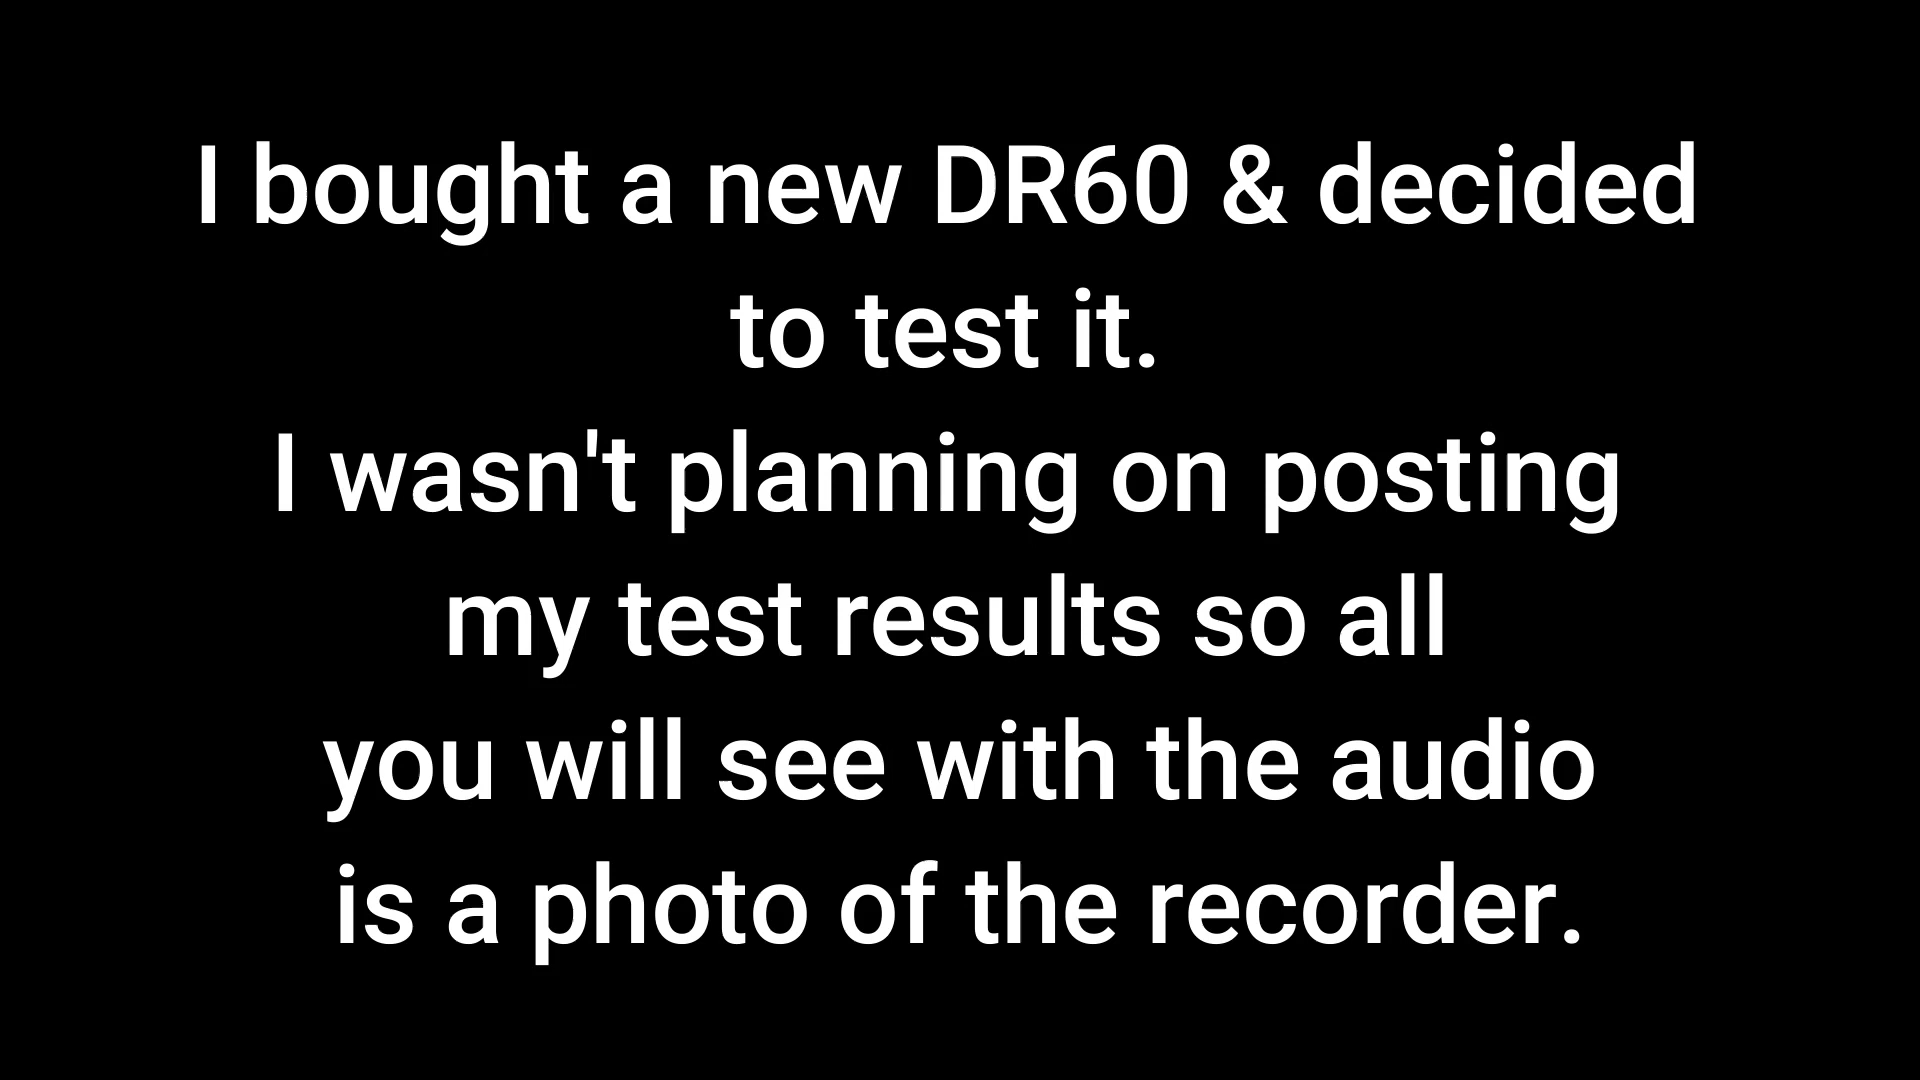 I bought a new DR60 & decided
to test it.
I wasn't planning on posting
my test results so all
you will see with the audio
is a photo of the recorder.